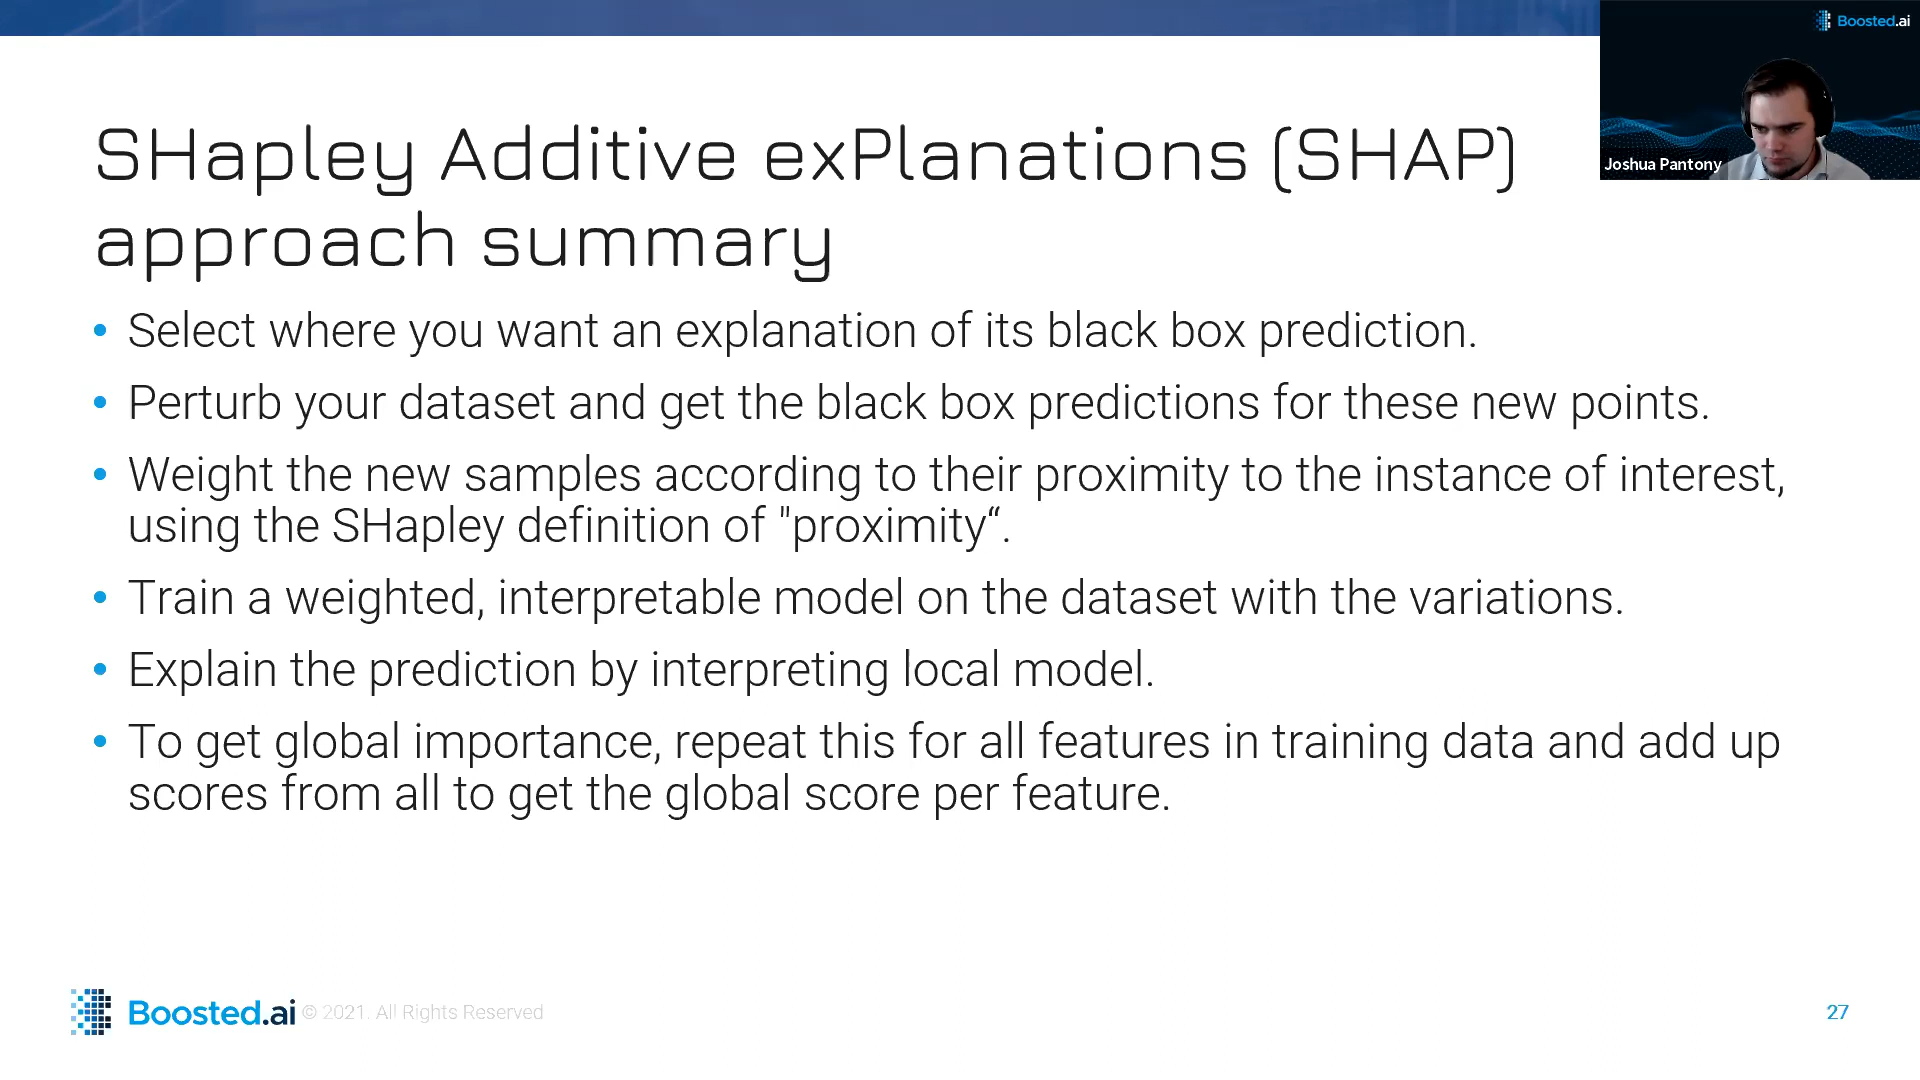 Boosted.ai
Joshua Pantony
SHapley Additive exPlanations (SHAP)
approach summary
• Select where you want an explanation of its black box prediction.
• Perturb your dataset and get the black box predictions for these new points.
• Weight the new samples according to their proximity to the instance of interest,
using the SHapley definition of "proximity“.
• Train a weighted, interpretable model on the dataset with the variations.
• Explain the prediction by interpreting local model.
• To get global importance, repeat this for all features in training data and add up
scores from all to get the global score per feature.
Boosted.ai © 2021. All Rights Reserved
27